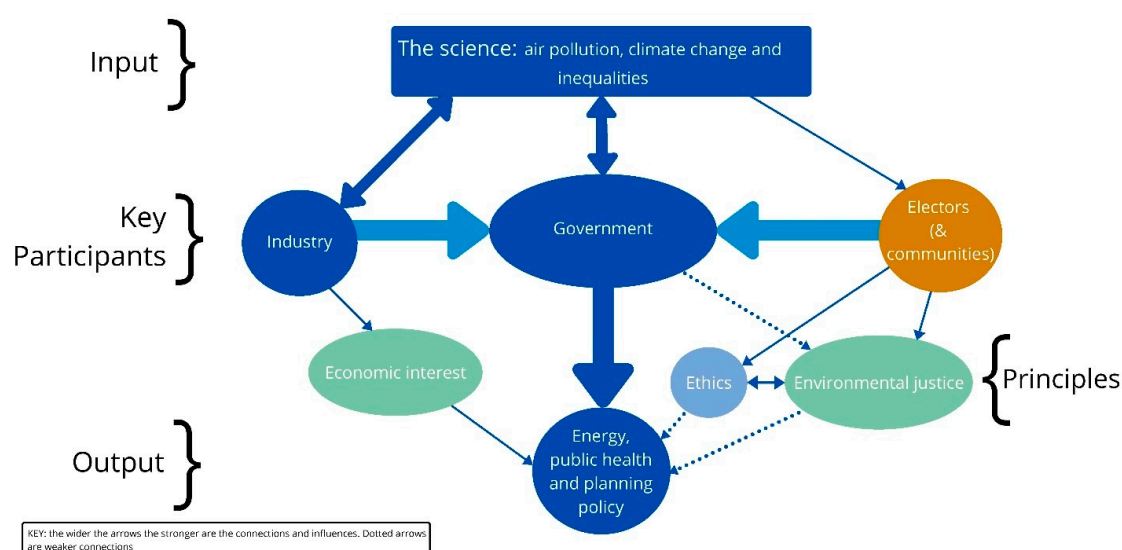 Input
The science: air pollution, climate change and
inequalities
Key
Participants
Industry
Government
Electors
(&
communities)
Economic interest
Ethics
Environmental justice
Principles
Output
Energy,
public health
and planning
policy
KEY: the wider the arrows the stronger are the connections and influences. Dotted arrows
are weaker connections